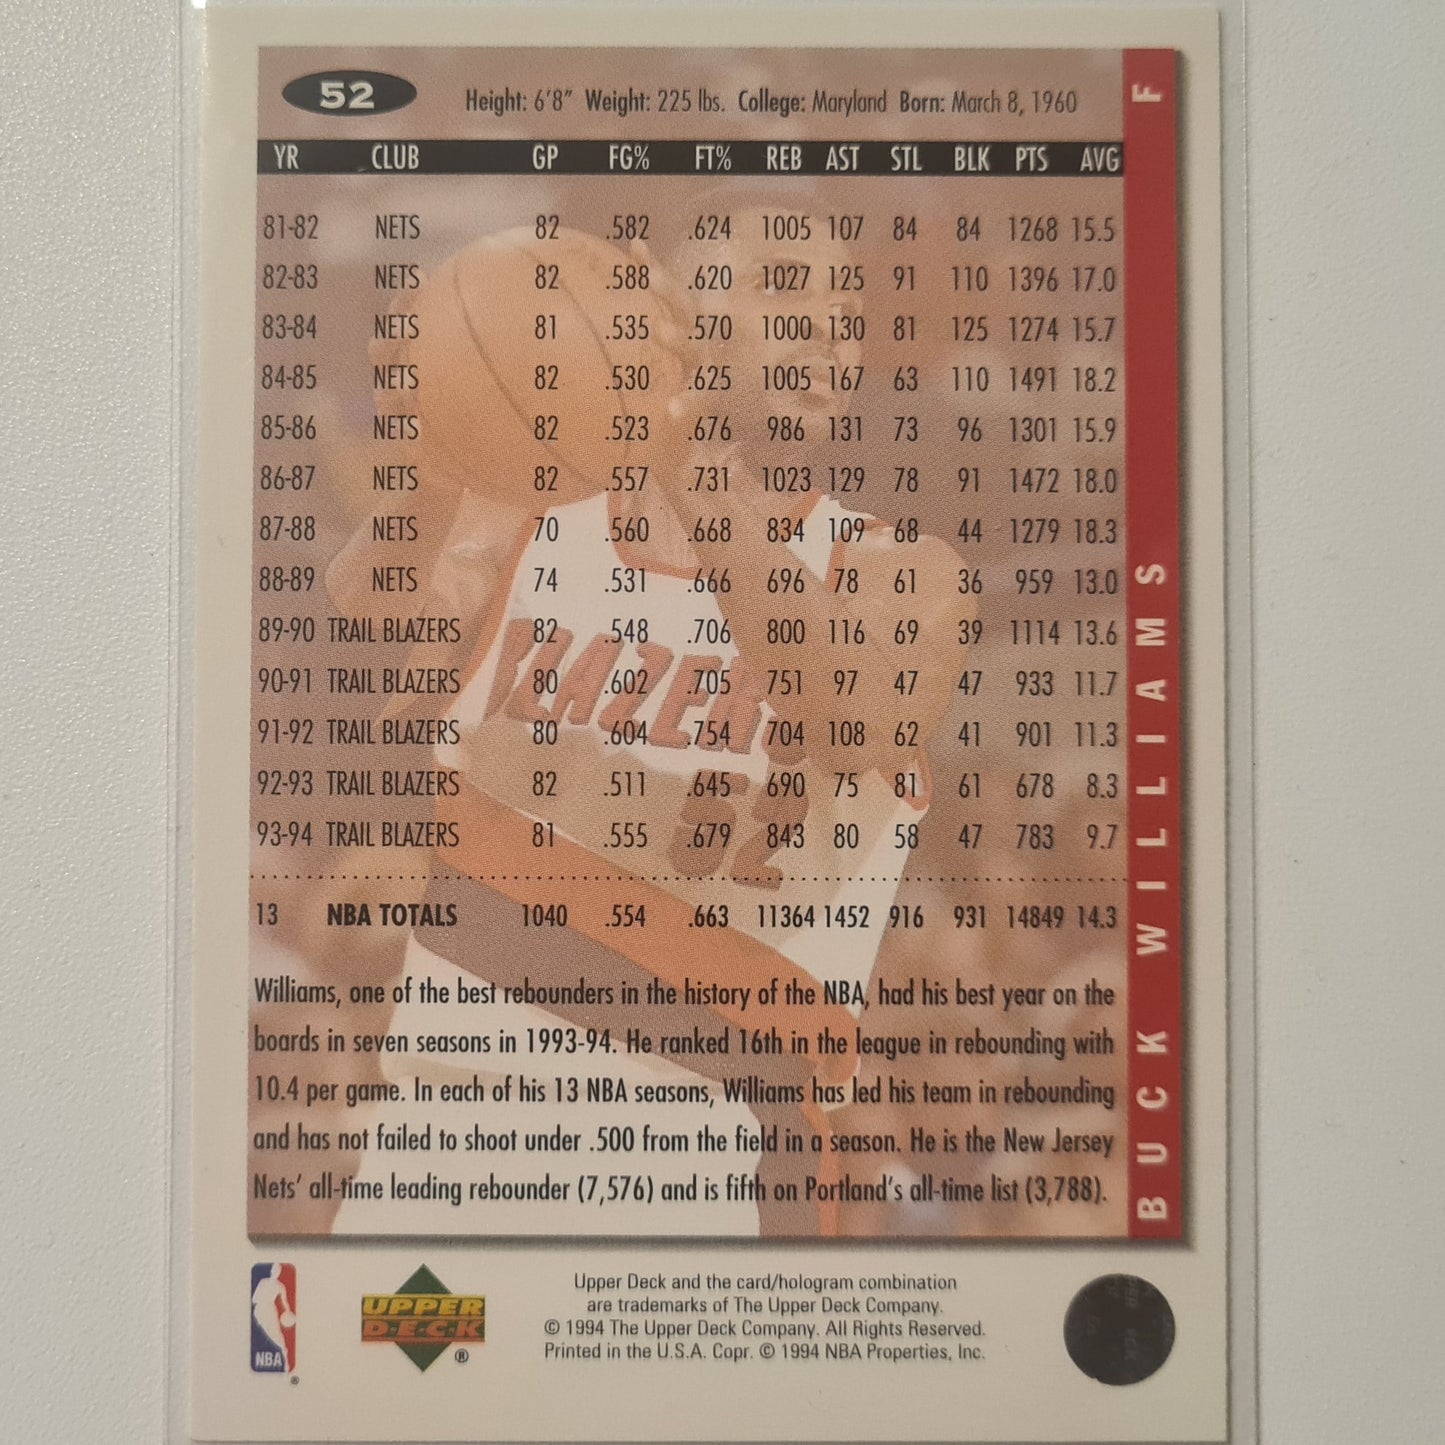 52
Height: 6'8" Weight: 225 lbs. College: Maryland Born: March 8, 1960
F
YR CLUB GP FG% FT% REB AST STL BLK PTS AVG
81-82 NETS 82 .582 .624 1005 107 84 84 1268 15.5
82-83 NETS 82 .588 .620 1027 125 91 110 1396 17.0
83-84 NETS 81 .535 .570 1000 130 81 125 1274 15.7
84-85 NETS 82 .530 .625 1005 167 63 110 1491 18.2
85-86 NETS 82 .523 .676 986 131 73 96 1301 15.9
86-87 NETS 82 .557 .731 1023 129 78 91 1472 18.0
87-88 NETS 70 .560 .668 834 109 68 44 1279 18.3
88-89 NETS 74 .531 .666 696 78 61 36 959 13.0
89-90 TRAIL BLAZERS 82 .548 .706 800 116 69 39 1114 13.6
90-91 TRAIL BLAZERS 80 .602 .705 751 97 47 47 933 11.7
91-92 TRAIL BLAZERS 80 .604 .754 704 108 62 41 901 11.3
92-93 TRAIL BLAZERS 82 .511 .645 690 75 81 61 678 8.3
93-94 TRAIL BLAZERS 81 .555 .679 843 80 58 47 783 9.7
13 NBA TOTALS 1040 .554 .663 11364 1452 916 931 14849 14.3
BLAZERS
52
Williams, one of the best rebounders in the history of the NBA, had his best year on the
boards in seven seasons in 1993-94. He ranked 16th in the league in rebounding with
10.4 per game. In each of his 13 NBA seasons, Williams has led his team in rebounding
and has not failed to shoot under .500 from the field in a season. He is the New Jersey
Nets' all-time leading rebounder (7,576) and is fifth on Portland's all-time list (3,788).
BUCK WILLIAMS
NBA ®
UPPER
D·E·C·K ®
Upper Deck and the card/hologram combination
are trademarks of The Upper Deck Company.
© 1994 The Upper Deck Company. All Rights Reserved.
Printed in the U.S.A. Copr. © 1994 NBA Properties, Inc.